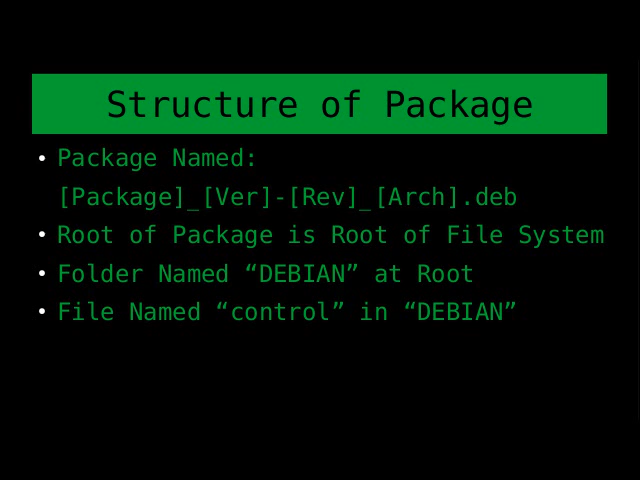 Structure of Package
• Package Named:
[Package]_[Ver]-[Rev]_[Arch].deb
• Root of Package is Root of File System
• Folder Named “DEBIAN” at Root
• File Named “control” in “DEBIAN”